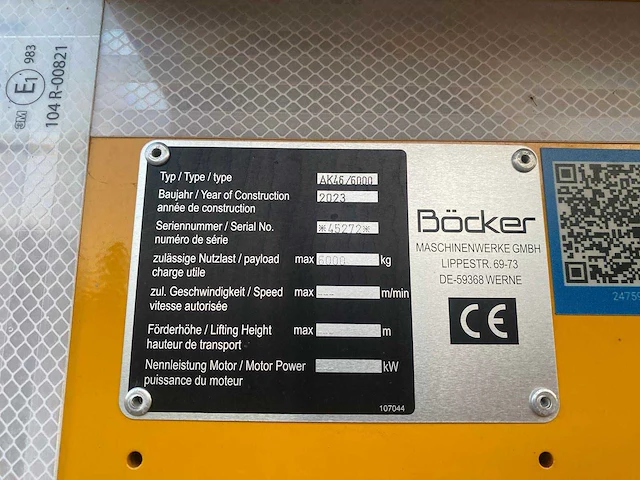 3M E1 983
104 R-00821
Typ / Type / type AK46/6000
Baujahr / Year of Construction 2023
année de construction
Seriennummer / Serial No. *45272*
numéro de série
zulässige Nutzlast / payload max 6000 kg
charge utile
zul. Geschwindigkeit / Speed max --- m/min
vitesse autorisée
Förderhöhe / Lifting Height max m
hauteur de transport
Nennleistung Motor / Motor Power kW
puissance du moteur
107044
Böcker
MASCHINENWERKE GMBH
LIPPESTR. 69-73
DE-59368 WERNE
CE